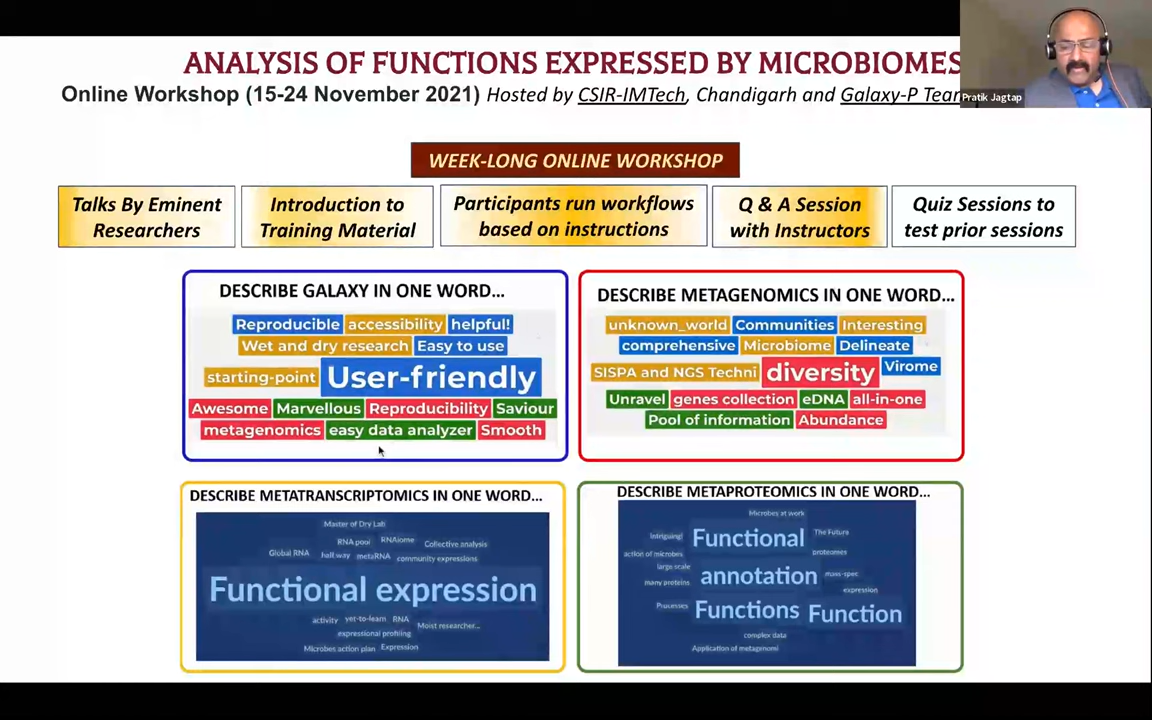 ANALYSIS OF FUNCTIONS EXPRESSED BY MICROBIOMES
Online Workshop (15-24 November 2021) Hosted by CSIR-IMTech, Chandigarh and Galaxy-P
Pratik Jagtap
WEEK-LONG ONLINE WORKSHOP
Talks By Eminent
Researchers
Introduction to
Training Material
Participants run workflows
based on instructions
Q & A Session
with Instructors
Quiz Sessions to
test prior sessions
DESCRIBE GALAXY IN ONE WORD...
Reproducible accessibility helpful!
Wet and dry research Easy to use
starting-point User-friendly
Awesome Marvellous Reproducibility Saviour
metagenomics easy data analyzer Smooth
DESCRIBE METAGENOMICS IN ONE WORD...
unknown_world Communities Interesting
comprehensive Microbiome Delineate
SISPA and NGS Techni diversity Virome
Unravel genes collection eDNA all-in-one
Pool of information Abundance
DESCRIBE METATRANSCRIPTOMICS IN ONE WORD...
Master of Dry Lab
RNA pool RNAiome Collective analysis
Global RNA half way metaRNA community expressions
Functional expression
activity yet-to-learn RNA
Moist researcher...
expressional profiling
Microbes action plan Expression
DESCRIBE METAPROTEOMICS IN ONE WORD...
Microbes at work
Intriguing! Functional The Future
action of microbes proteomes
large scale
many proteins annotation mass-spec
expression
Processes Functions Function
complex data
Application of metagenomi